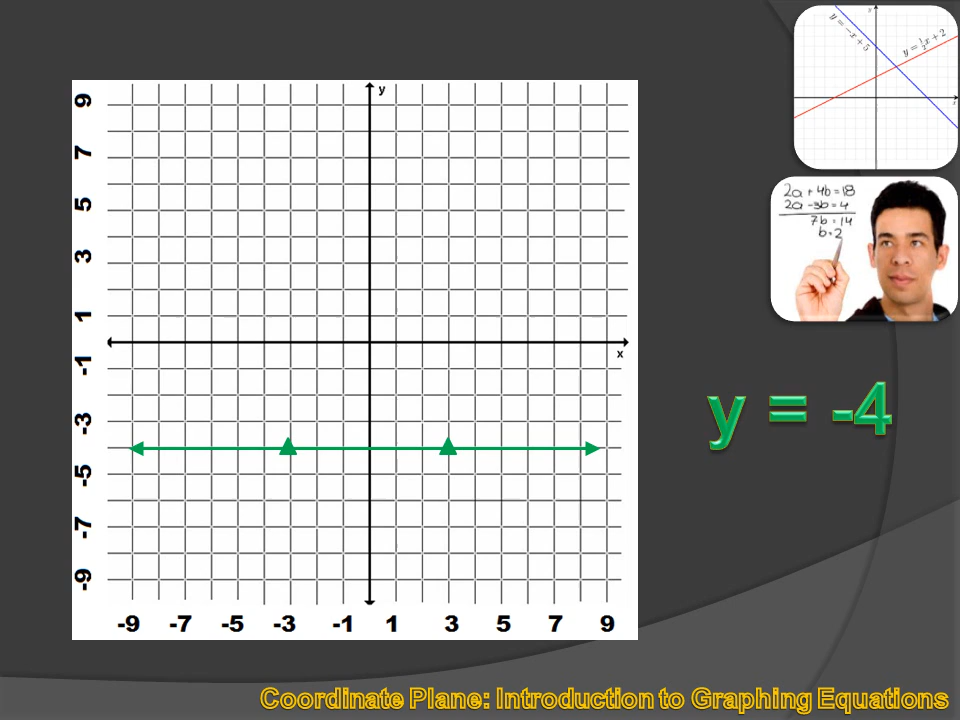 y = -x + 5
y = 1/2x + 2
y
x
2a + 4b = 18
2a - 3b = 4
7b = 14
b = 2
y
9
7
5
3
1
-1
-3
-5
-7
-9
x
-9 -7 -5 -3 -1 1 3 5 7 9
y = -4
Coordinate Plane: Introduction to Graphing Equations